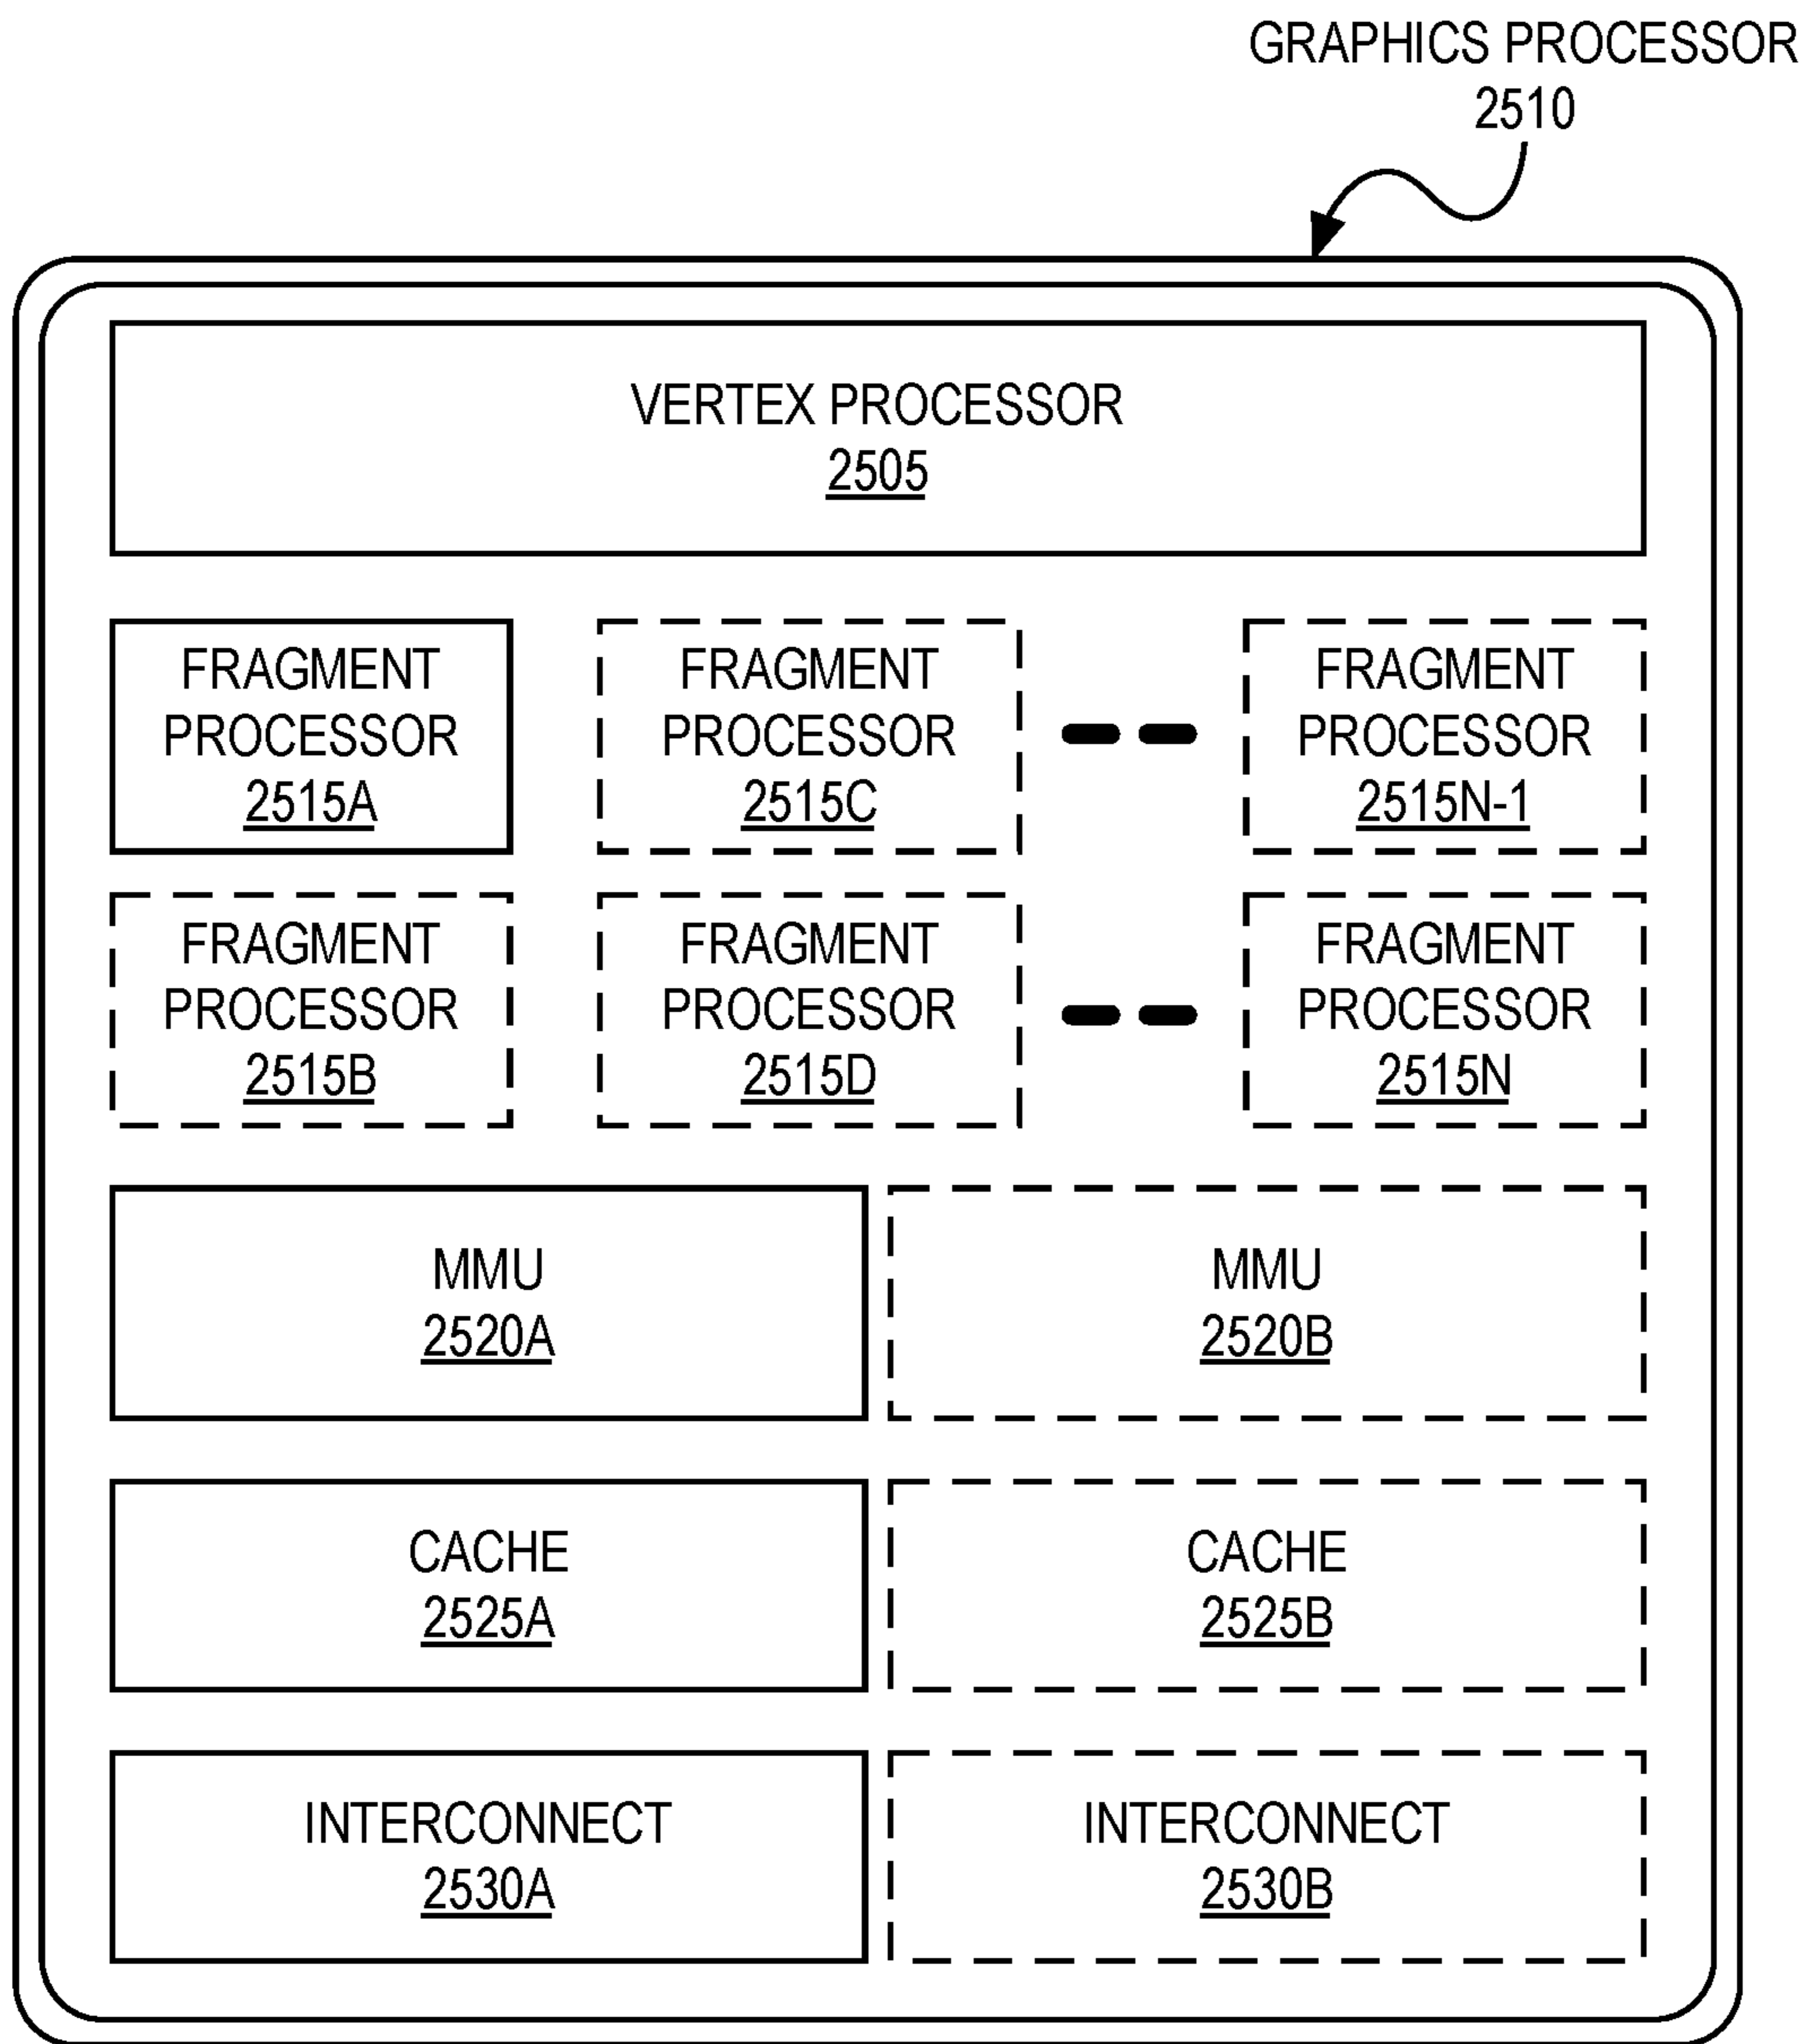 GRAPHICS PROCESSOR
2510
VERTEX PROCESSOR
2505
FRAGMENT
PROCESSOR
2515A
FRAGMENT
PROCESSOR
2515C
FRAGMENT
PROCESSOR
2515N-1
FRAGMENT
PROCESSOR
2515B
FRAGMENT
PROCESSOR
2515D
FRAGMENT
PROCESSOR
2515N
MMU
2520A
MMU
2520B
CACHE
2525A
CACHE
2525B
INTERCONNECT
2530A
INTERCONNECT
2530B